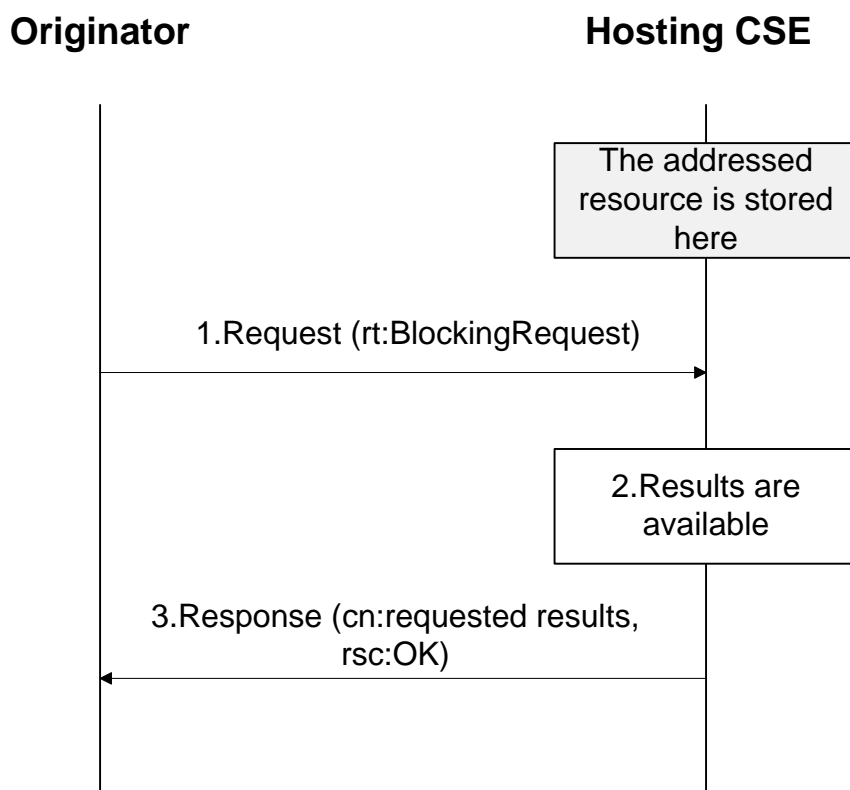 Originator
Hosting CSE
The addressed
resource is stored
here
1.Request (rt:BlockingRequest)
2.Results are
available
3.Response (cn:requested results,
rsc:OK)